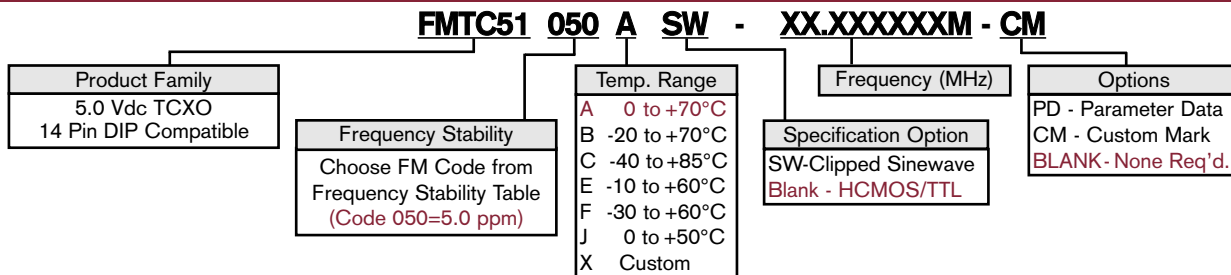 FMTC51 050 A SW - XX.XXXXXXM - CM
Product Family
5.0 Vdc TCXO
14 Pin DIP Compatible
Frequency Stability
Choose FM Code from
Frequency Stability Table
(Code 050=5.0 ppm)
Temp. Range
A 0 to +70°C
B -20 to +70°C
C -40 to +85°C
E -10 to +60°C
F -30 to +60°C
J 0 to +50°C
X Custom
Specification Option
SW-Clipped Sinewave
Blank - HCMOS/TTL
Frequency (MHz)
Options
PD - Parameter Data
CM - Custom Mark
BLANK - None Req'd.